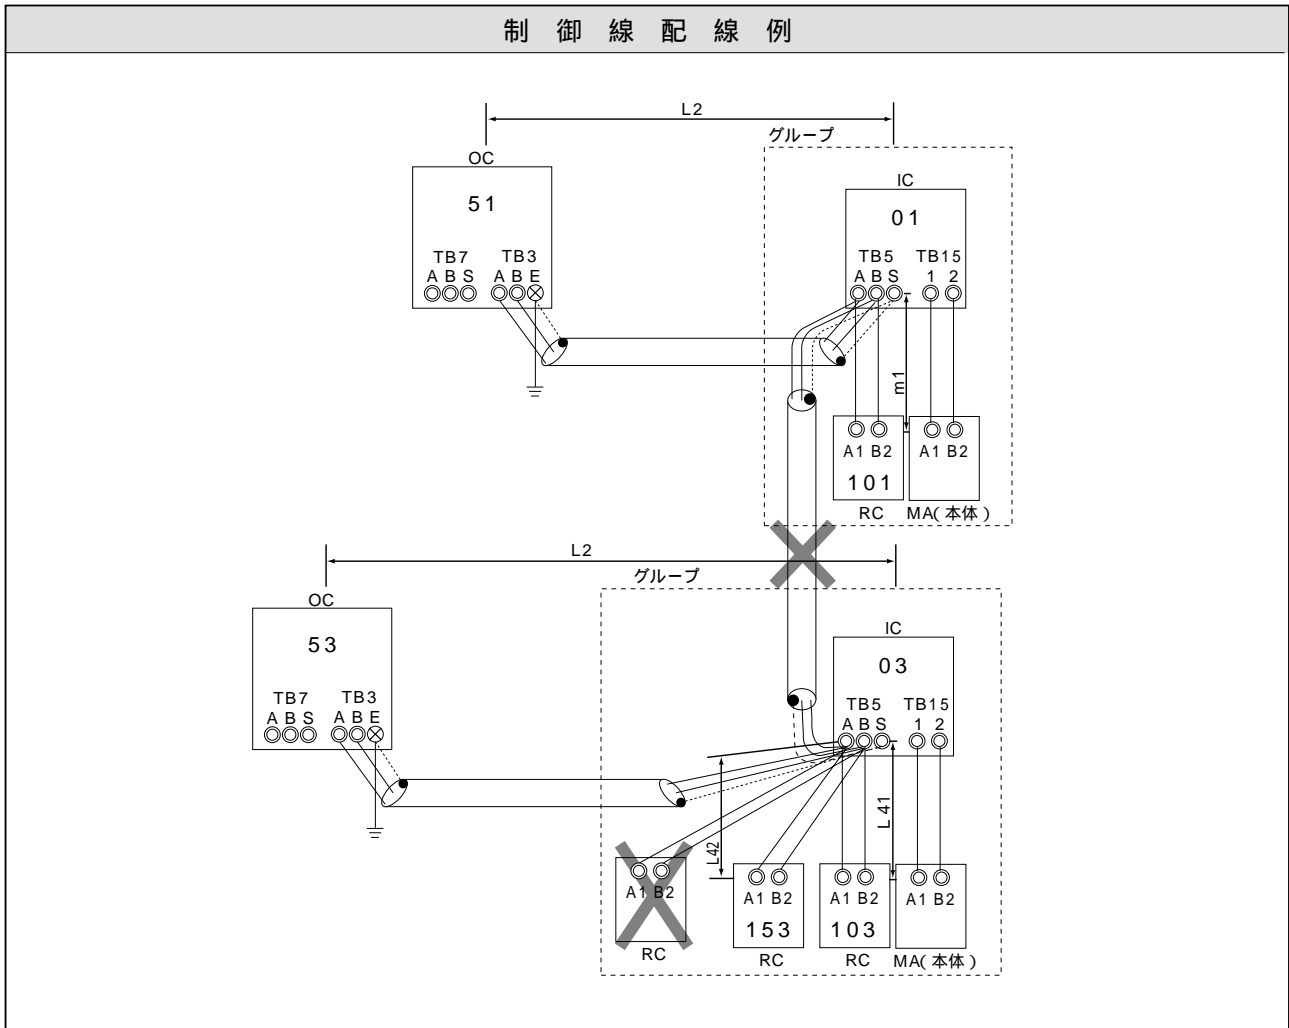 制御線配線例
L2
グループ
OC
IC
51
01
TB7 TB3
TB5 TB15
A B S A B E
A B S 1 2
m1
A1 B2 A1 B2
101
RC MA(本体)
L2
グループ
OC
IC
53
03
TB7 TB3
TB5 TB15
A B S A B E
A B S 1 2
L41
L42
A1 B2 A1 B2 A1 B2 A1 B2
153 103
RC RC RC MA(本体)